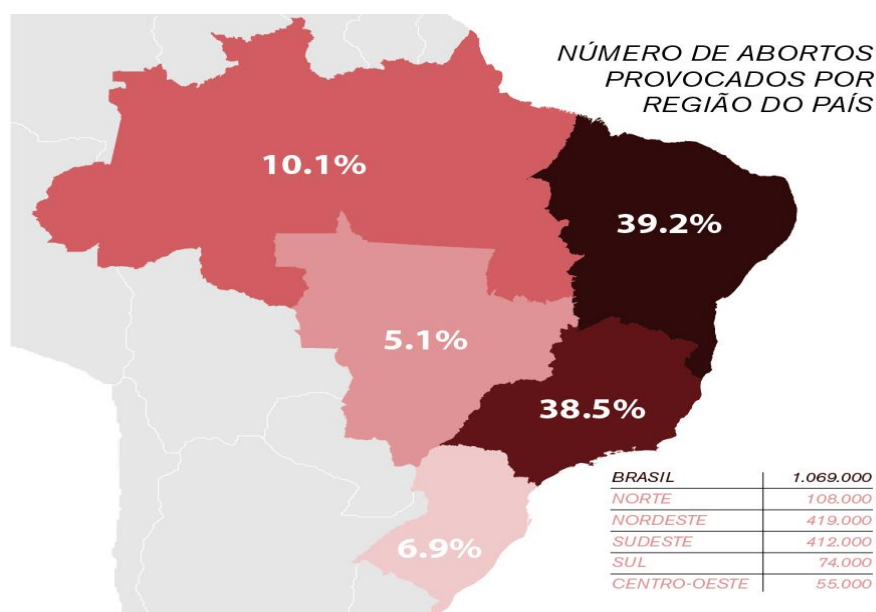 NÚMERO DE ABORTOS
PROVOCADOS POR
REGIÃO DO PAÍS
10.1%
39.2%
5.1%
38.5%
6.9%
BRASIL 1.069.000
NORTE 108.000
NORDESTE 419.000
SUDESTE 412.000
SUL 74.000
CENTRO-OESTE 55.000